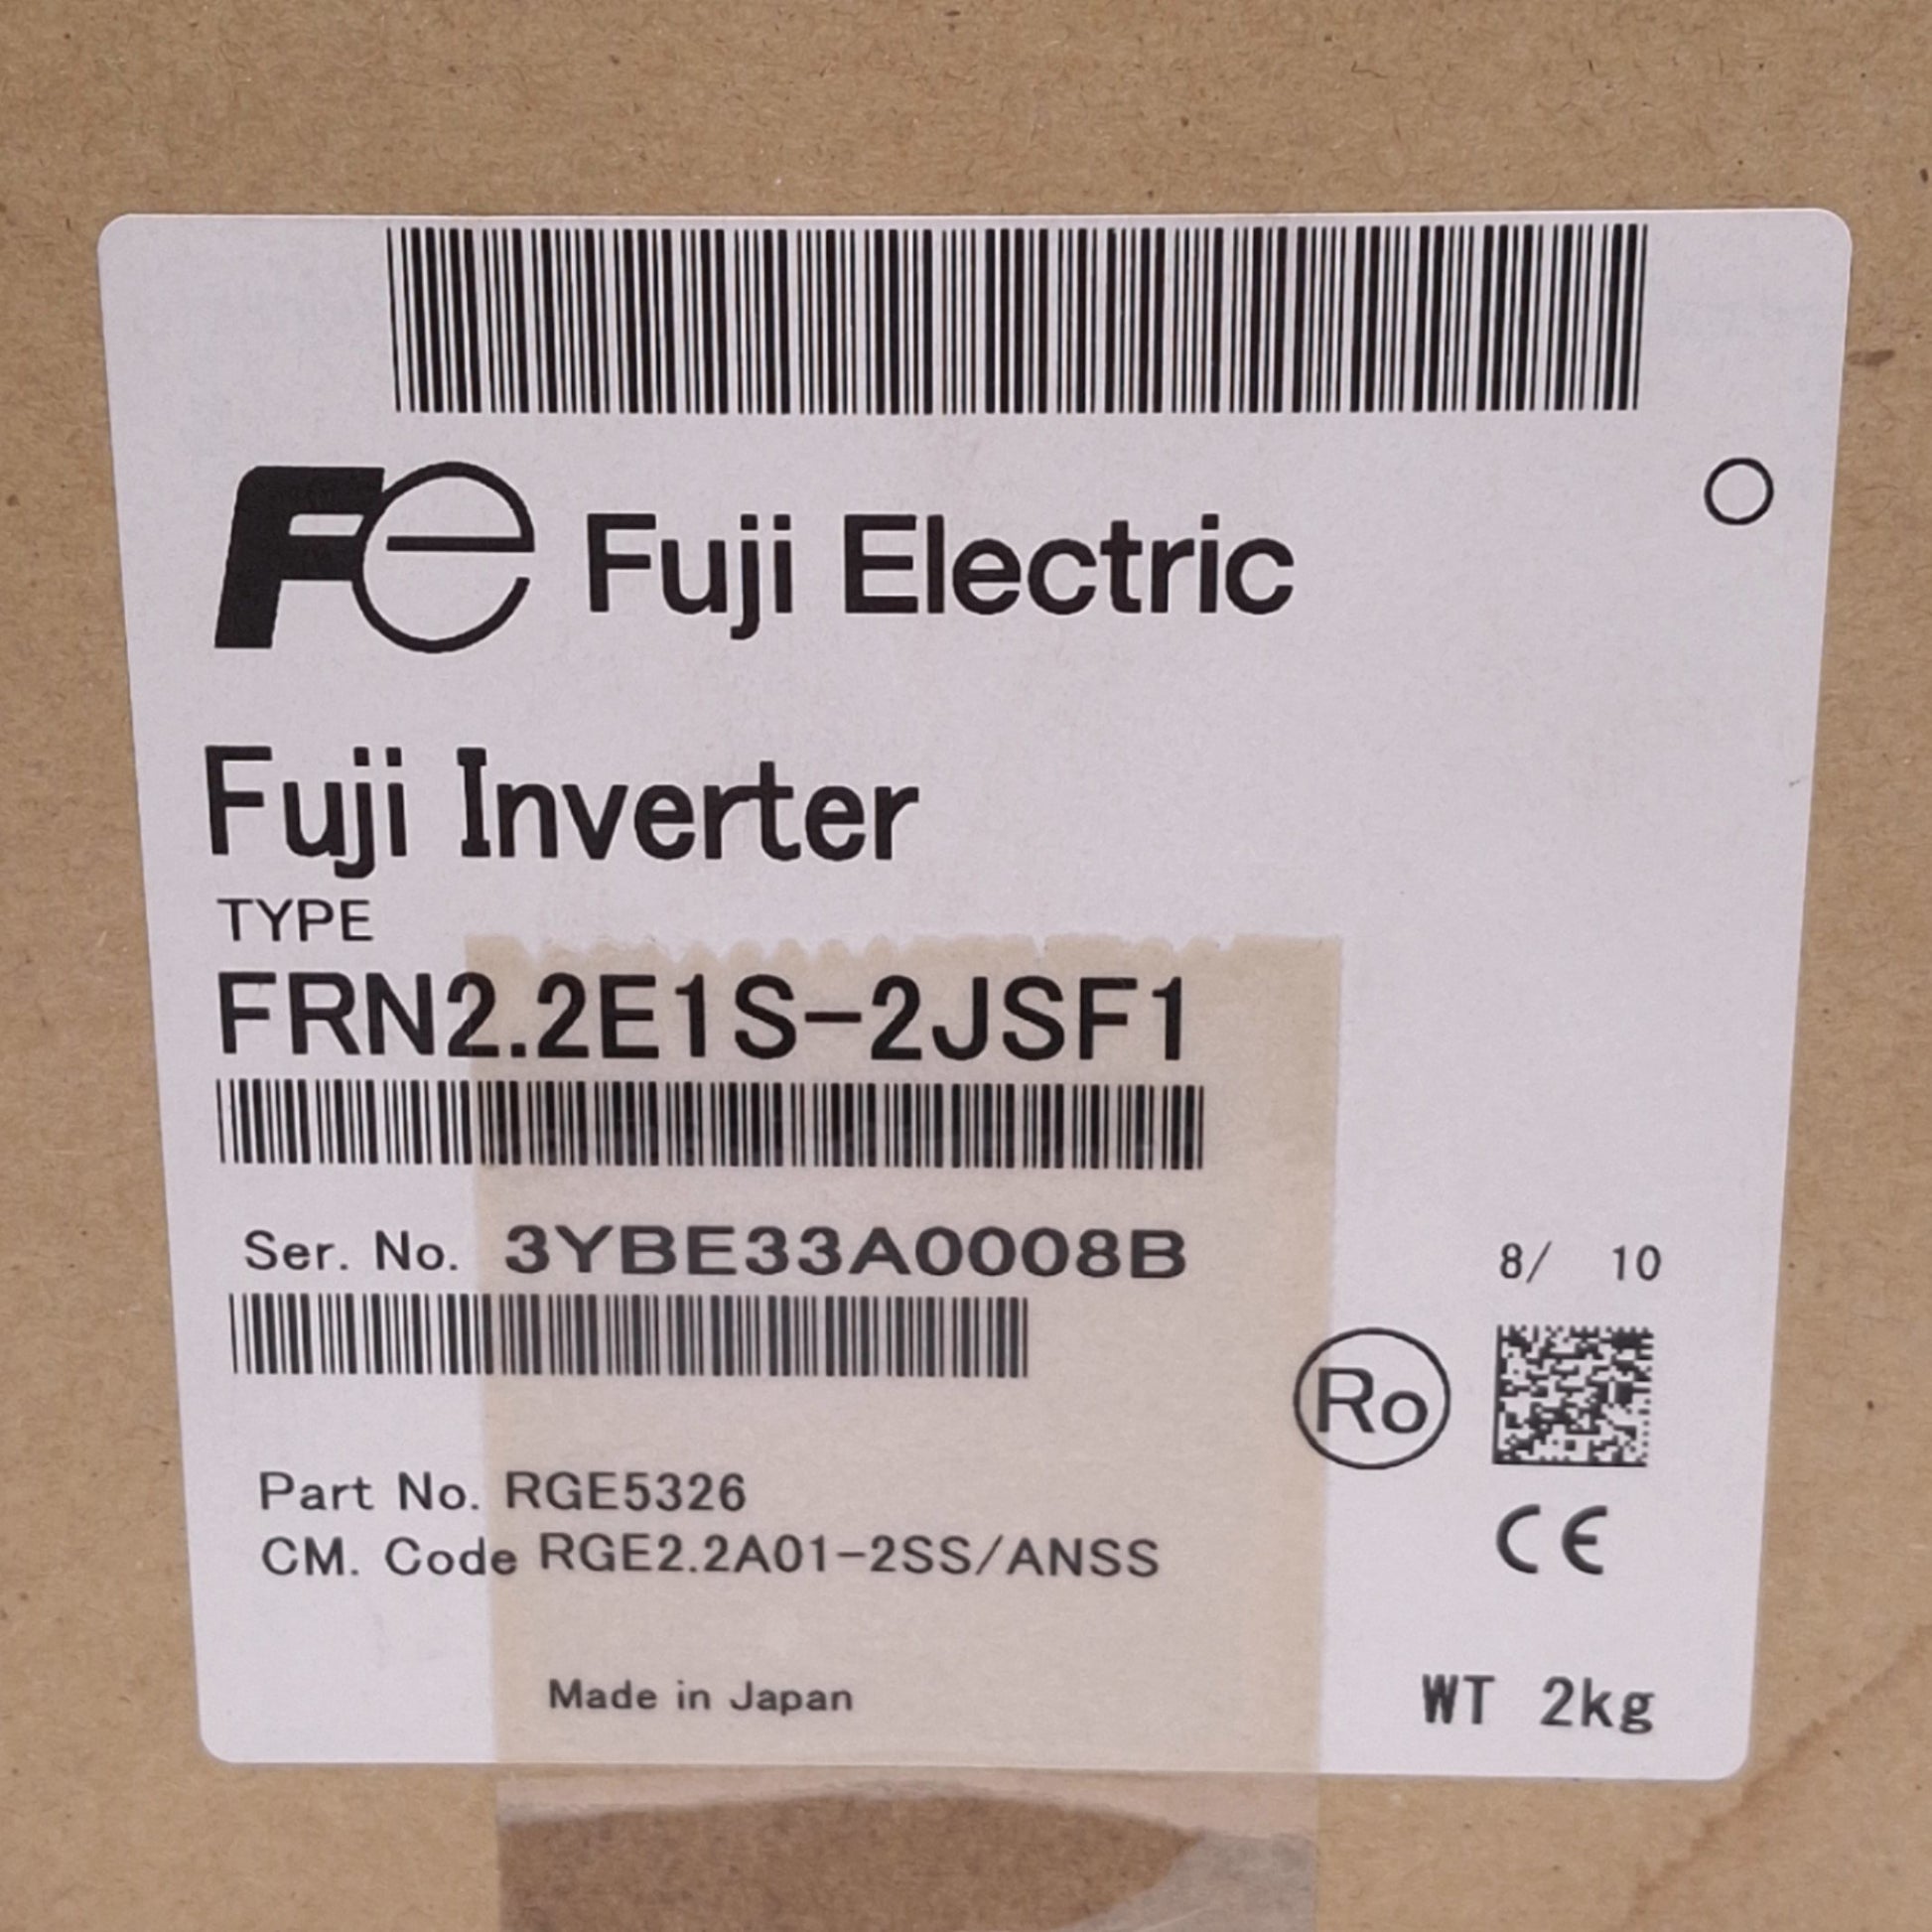 Fe Fuji Electric
Fuji Inverter
TYPE
FRN2.2E1S-2JSF1
Ser. No. 3YBE33A0008B
8/ 10
Ro
Part No. RGE5326
CM. Code RGE2.2A01-2SS/ANSS
CE
Made in Japan
WT 2kg